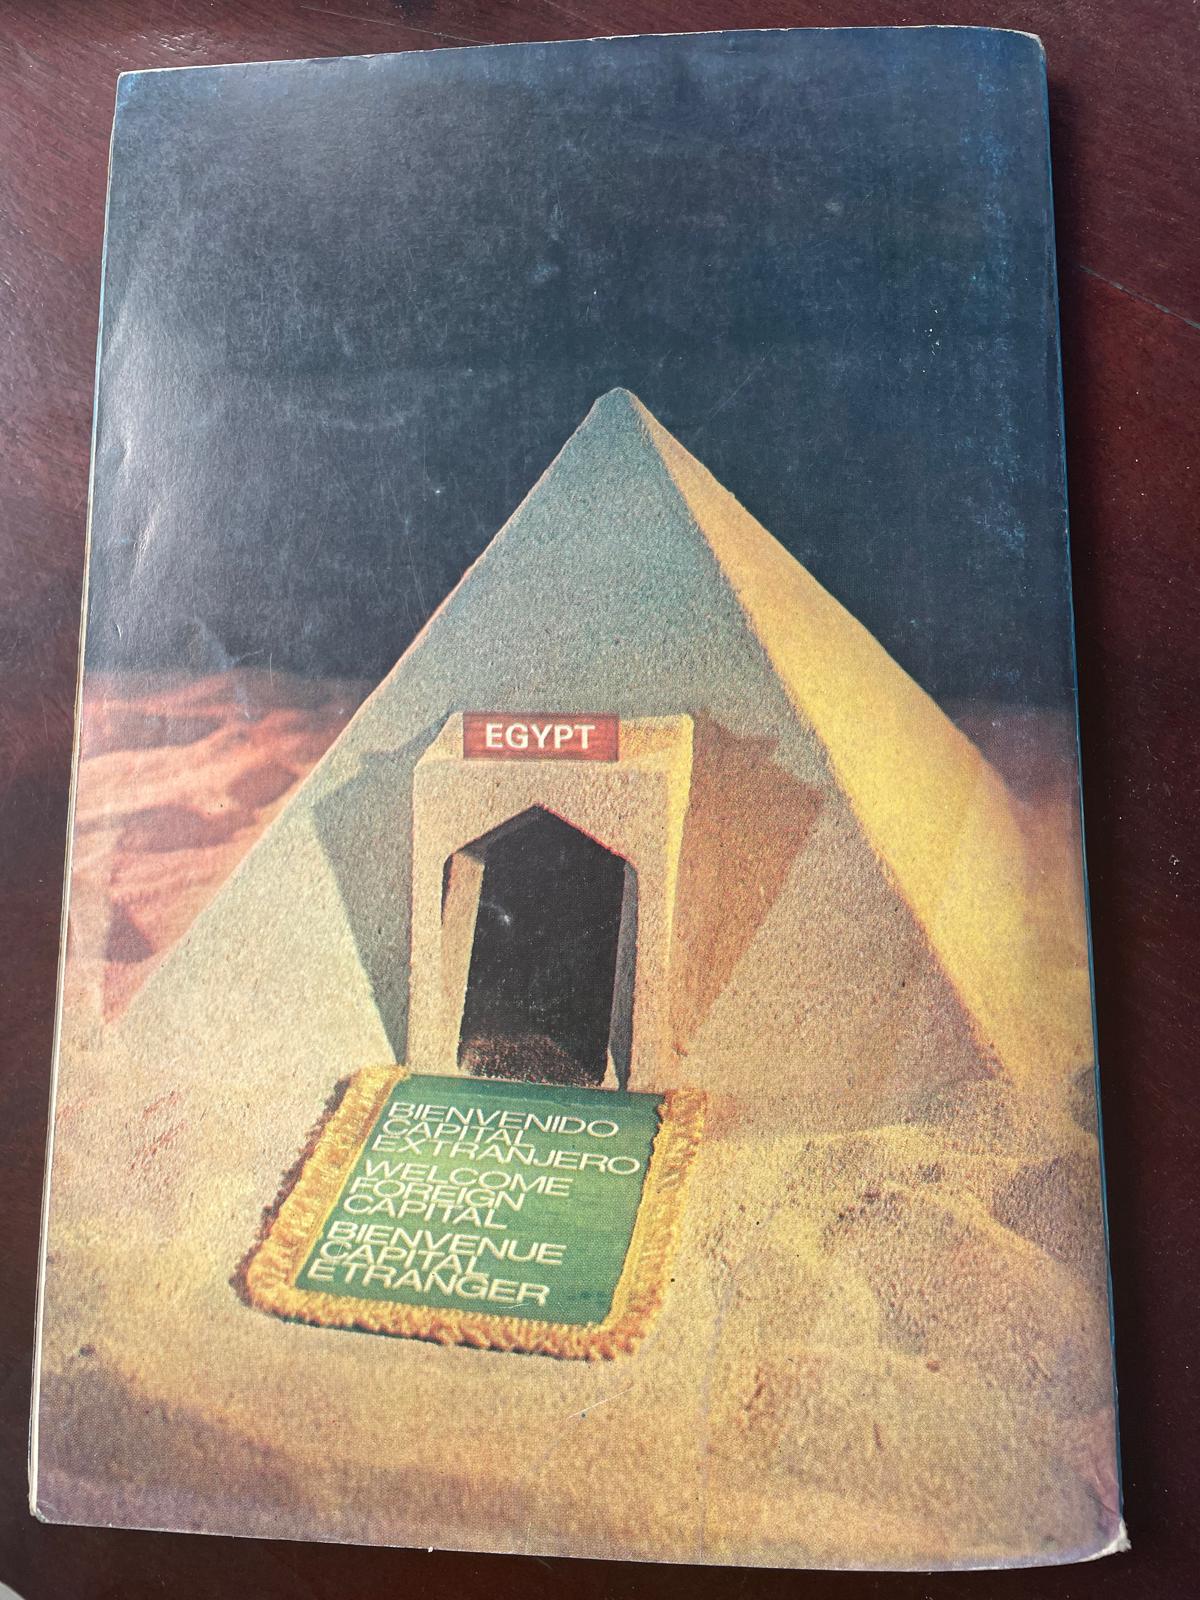 EGYPT
BIENVENIDO
CAPITAL
EXTRANJERO
WELCOME
FOREIGN
CAPITAL
BIENVENUE
CAPITAL
ETRANGER